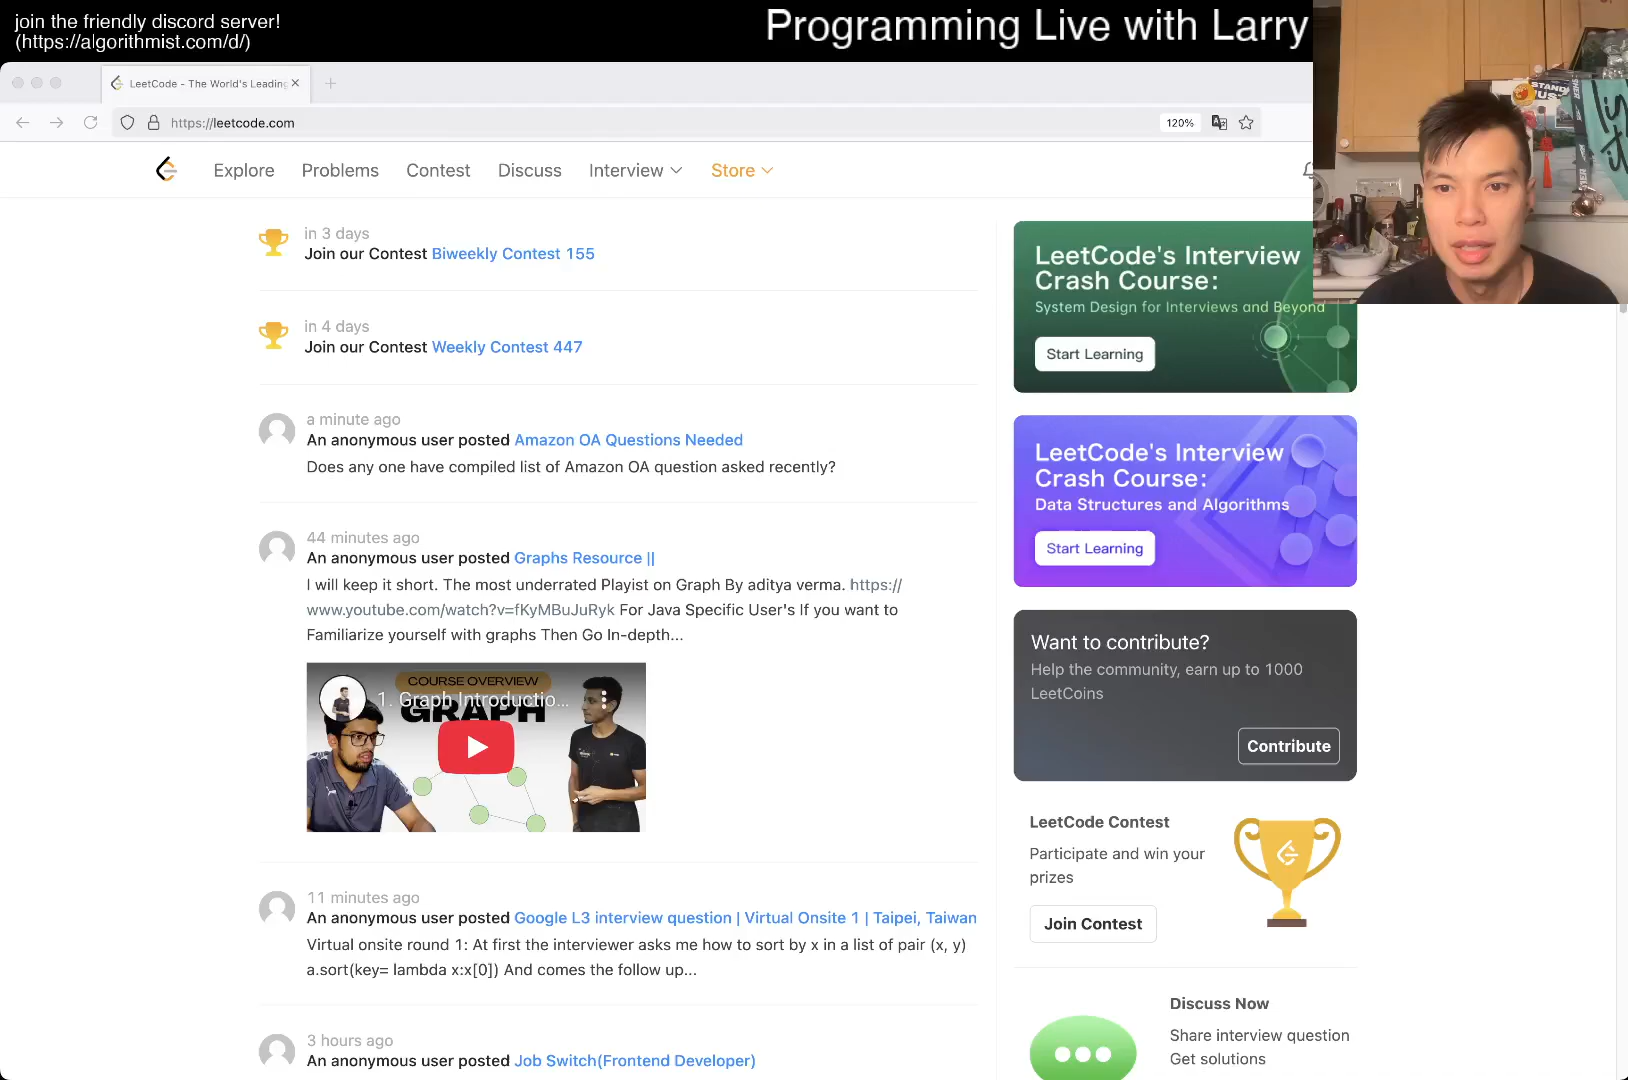 join the friendly discord server!
(https://algorithmist.com/d/)
Programming Live with Larry
LeetCode - The World's Leading
https://leetcode.com
120%
Explore
Problems
Contest
Discuss
Interview
Store
in 3 days
Join our Contest Biweekly Contest 155
in 4 days
Join our Contest Weekly Contest 447
a minute ago
An anonymous user posted Amazon OA Questions Needed
Does any one have compiled list of Amazon OA question asked recently?
44 minutes ago
An anonymous user posted Graphs Resource ||
I will keep it short. The most underrated Playist on Graph By aditya verma. https://
www.youtube.com/watch?v=fKyMBuJuRyk For Java Specific User's If you want to
Familiarize yourself with graphs Then Go In-depth...
COURSE OVERVIEW
1. Graph Introductio...
GRAPH
11 minutes ago
An anonymous user posted Google L3 interview question | Virtual Onsite 1 | Taipei, Taiwan
Virtual onsite round 1: At first the interviewer asks me how to sort by x in a list of pair (x, y)
a.sort(key= lambda x:x[0]) And comes the follow up...
3 hours ago
An anonymous user posted Job Switch(Frontend Developer)
LeetCode's Interview
Crash Course:
System Design for Interviews and Beyond
Start Learning
LeetCode's Interview
Crash Course:
Data Structures and Algorithms
Start Learning
Want to contribute?
Help the community, earn up to 1000
LeetCoins
Contribute
LeetCode Contest
Participate and win your
prizes
Join Contest
Discuss Now
Share interview question
Get solutions